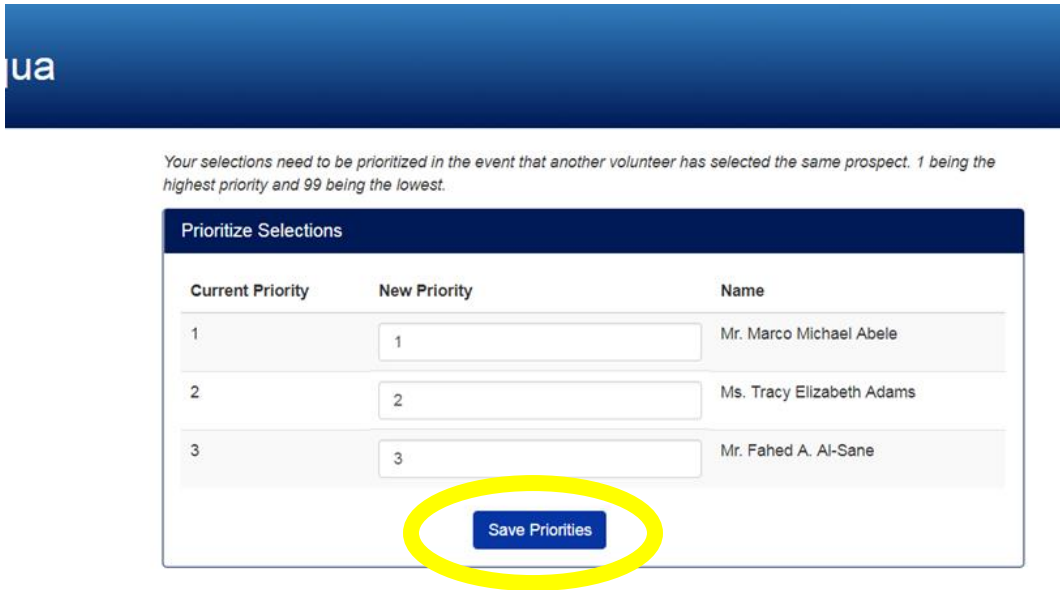 qua
Your selections need to be prioritized in the event that another volunteer has selected the same prospect. 1 being the
highest priority and 99 being the lowest.
Prioritize Selections
Current Priority New Priority Name
1 1 Mr. Marco Michael Abele
2 2 Ms. Tracy Elizabeth Adams
3 3 Mr. Fahed A. Al-Sane
Save Priorities